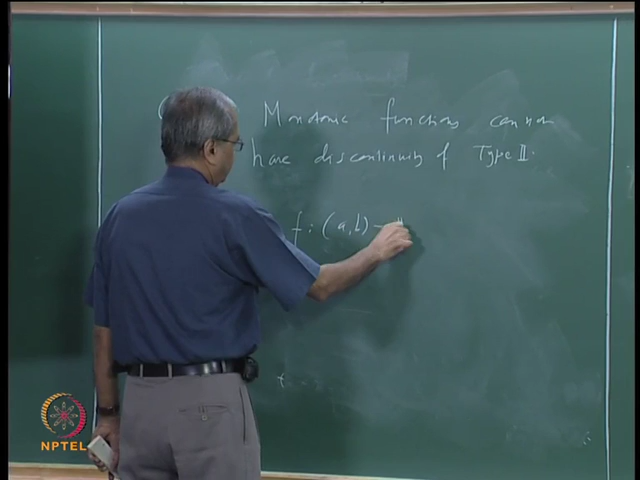 Monotonic functions cannot
have discontinuity of Type II.
f : (a, b) →
NPTEL